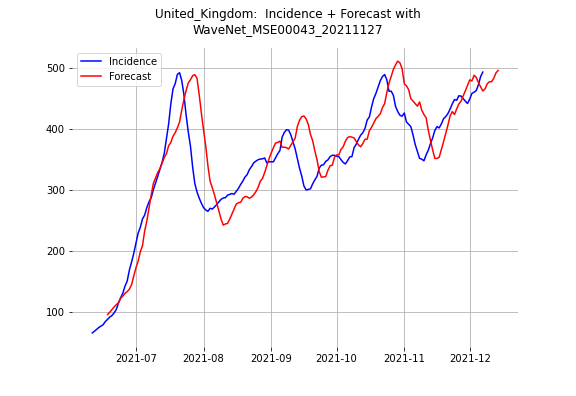 United_Kingdom:  Incidence + Forecast with
WaveNet_MSE00043_20211127
Incidence
Forecast
500
400
300
200
100
2021-07 2021-08 2021-09 2021-10 2021-11 2021-12